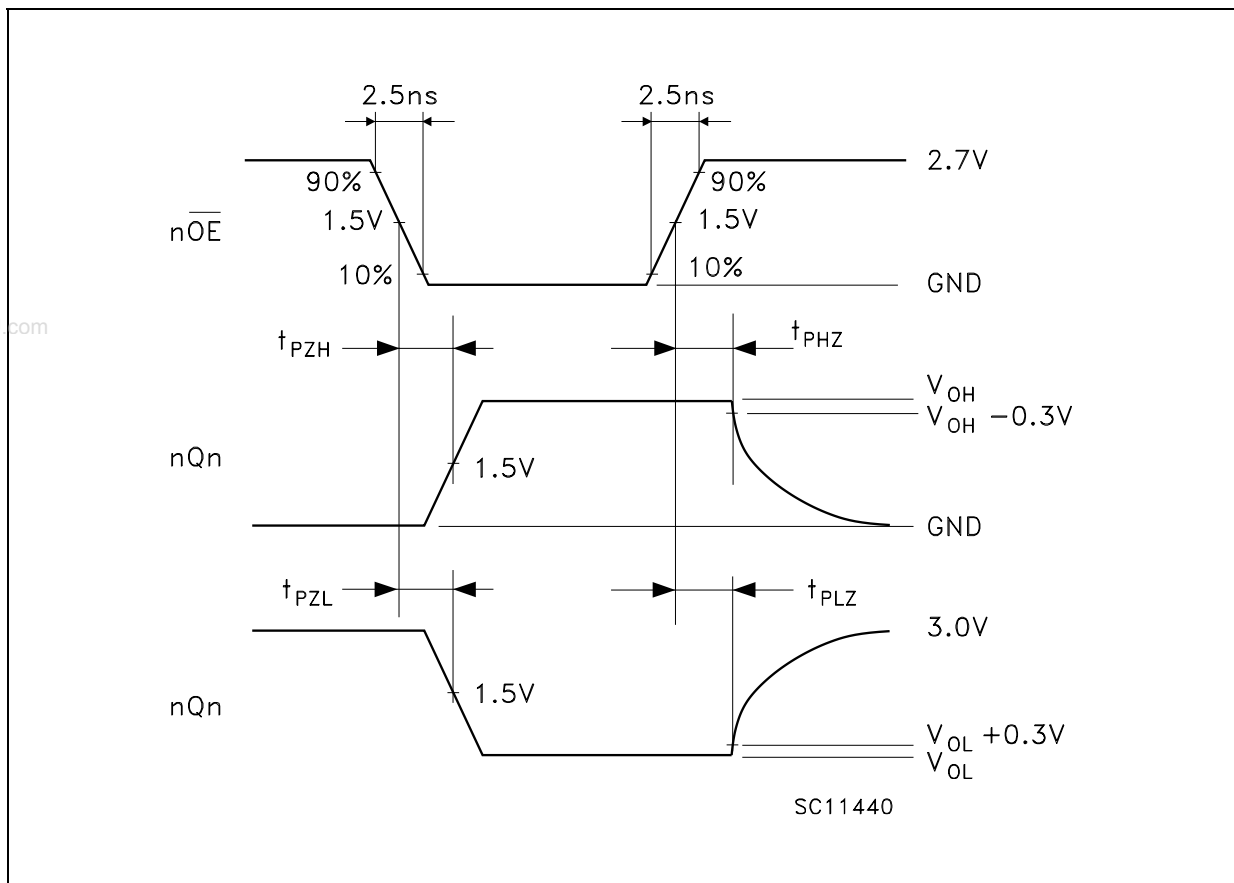 2.5ns 2.5ns
2.7V
90% 90%
1.5V 1.5V
nOE
10% 10%
GND
.com
tPZH tPHZ
VOH
VOH −0.3V
nQn 1.5V
GND
tPZL tPLZ
3.0V
1.5V
nQn
VOL +0.3V
VOL
SC11440